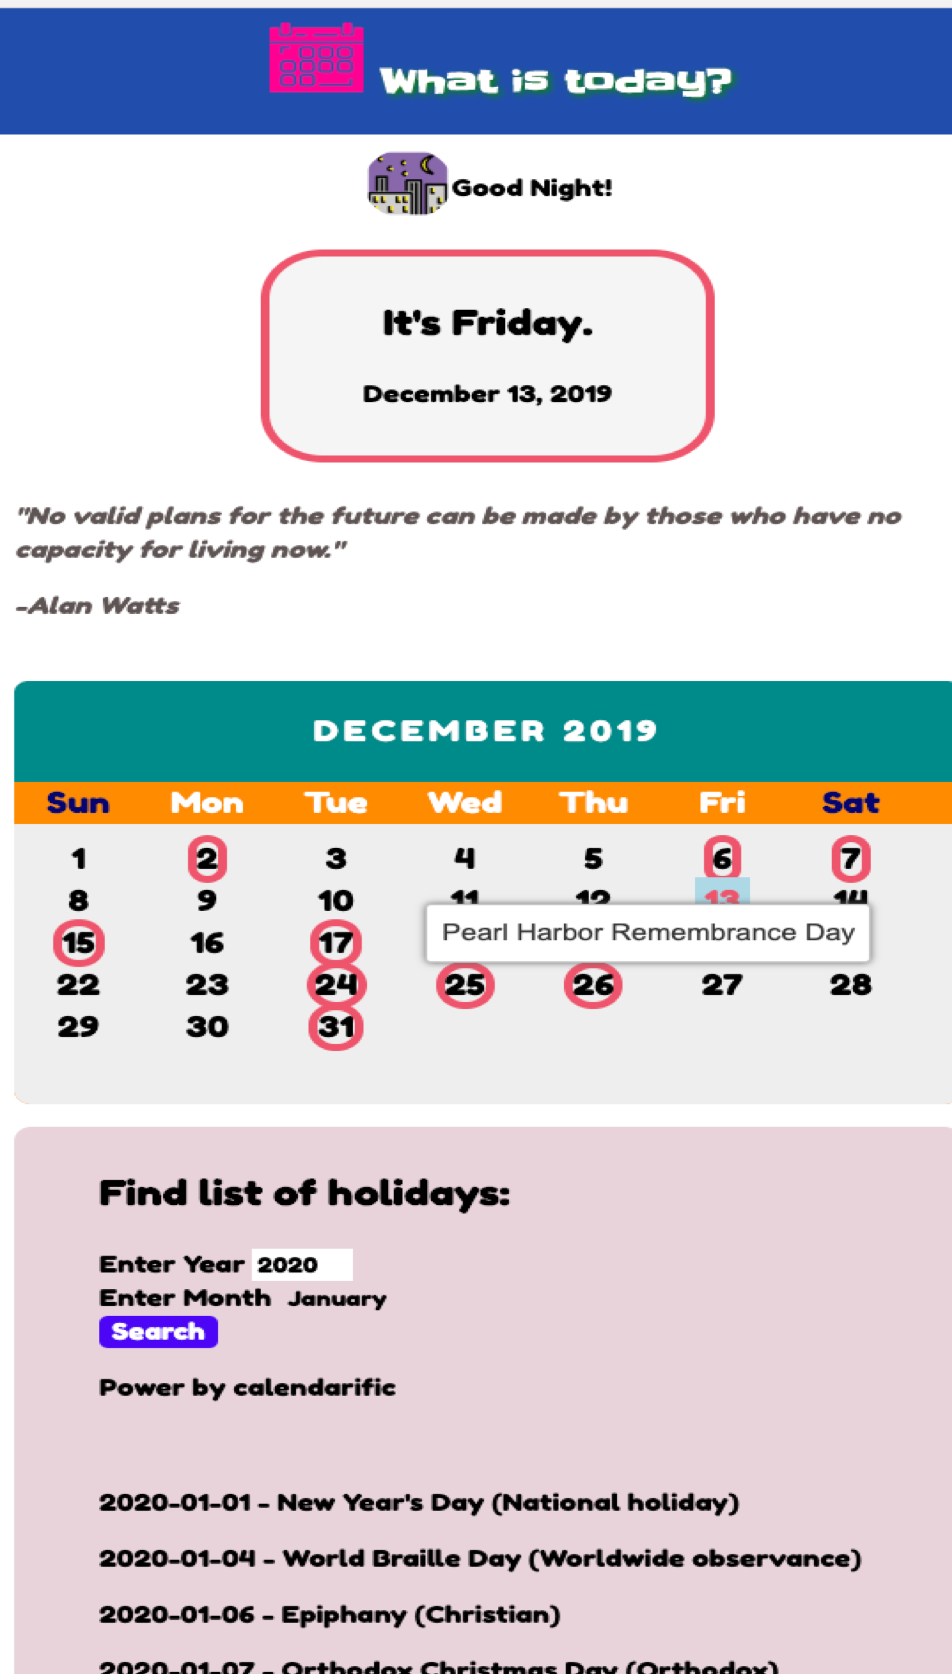 What is today?
Good Night!
It's Friday.
December 13, 2019
"No valid plans for the future can be made by those who have no
capacity for living now."
-Alan Watts
DECEMBER 2019
Sun Mon Tue Wed Thu Fri Sat
1 2 3 4 5 6 7
8 9 10 11 12 13 14
15 16 17
Pearl Harbor Remembrance Day
22 23 24 25 26 27 28
29 30 31
Find list of holidays:
Enter Year 2020
Enter Month January
Search
Power by calendarific
2020-01-01 - New Year's Day (National holiday)
2020-01-04 - World Braille Day (Worldwide observance)
2020-01-06 - Epiphany (Christian)
2020-01-07 - Orthodox Christmas Day (Orthodox)